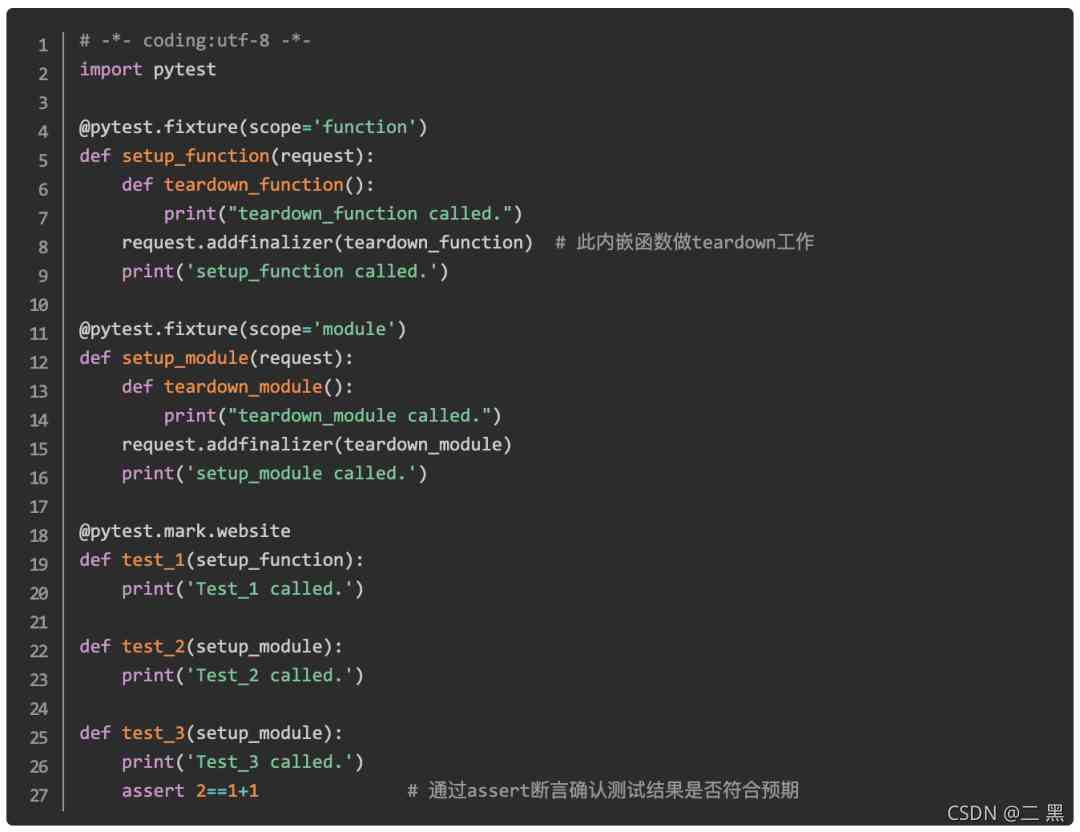 1 # -*- coding:utf-8 -*-
2 import pytest
3
4 @pytest.fixture(scope='function')
5 def setup_function(request):
6     def teardown_function():
7         print("teardown_function called.")
8     request.addfinalizer(teardown_function)  # 此内嵌函数做teardown工作
9     print('setup_function called.')
10
11 @pytest.fixture(scope='module')
12 def setup_module(request):
13     def teardown_module():
14         print("teardown_module called.")
15     request.addfinalizer(teardown_module)
16     print('setup_module called.')
17
18 @pytest.mark.website
19 def test_1(setup_function):
20     print('Test_1 called.')
21
22 def test_2(setup_module):
23     print('Test_2 called.')
24
25 def test_3(setup_module):
26     print('Test_3 called.')
27     assert 2==1+1              # 通过assert断言确认测试结果是否符合预期
CSDN @二 黑